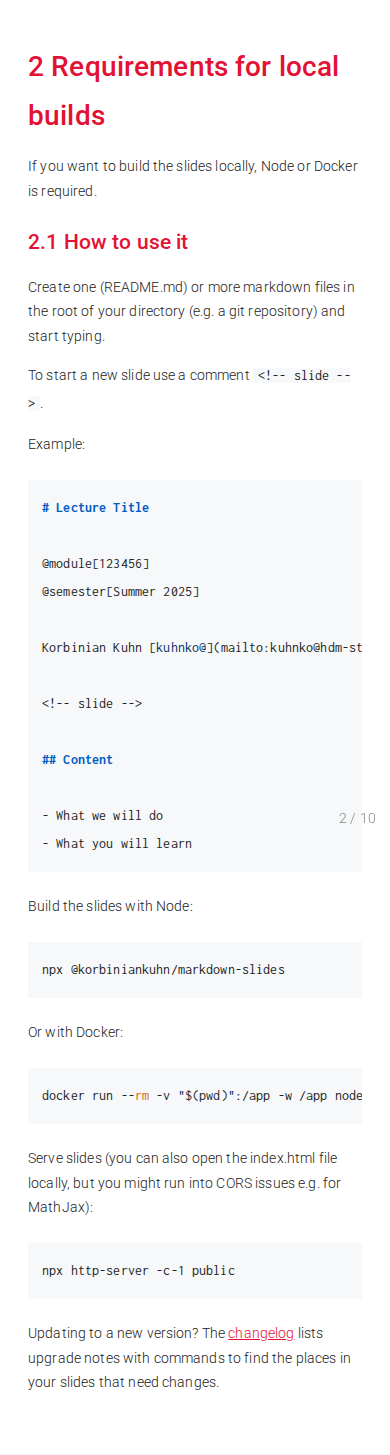 2 Requirements for local
builds
If you want to build the slides locally, Node or Docker
is required.
2.1 How to use it
Create one (README.md) or more markdown files in
the root of your directory (e.g. a git repository) and
start typing.
To start a new slide use a comment <!-- slide --
> .
Example:
# Lecture Title
@module[123456]
@semester[Summer 2025]
Korbinian Kuhn [kuhnko@](mailto:kuhnko@hdm-st
<!-- slide -->
## Content
- What we will do
2 / 10
- What you will learn
Build the slides with Node:
npx @korbiniankuhn/markdown-slides
Or with Docker:
docker run --rm -v "$(pwd)":/app -w /app node
Serve slides (you can also open the index.html file
locally, but you might run into CORS issues e.g. for
MathJax):
npx http-server -c-1 public
Updating to a new version? The changelog lists
upgrade notes with commands to find the places in
your slides that need changes.